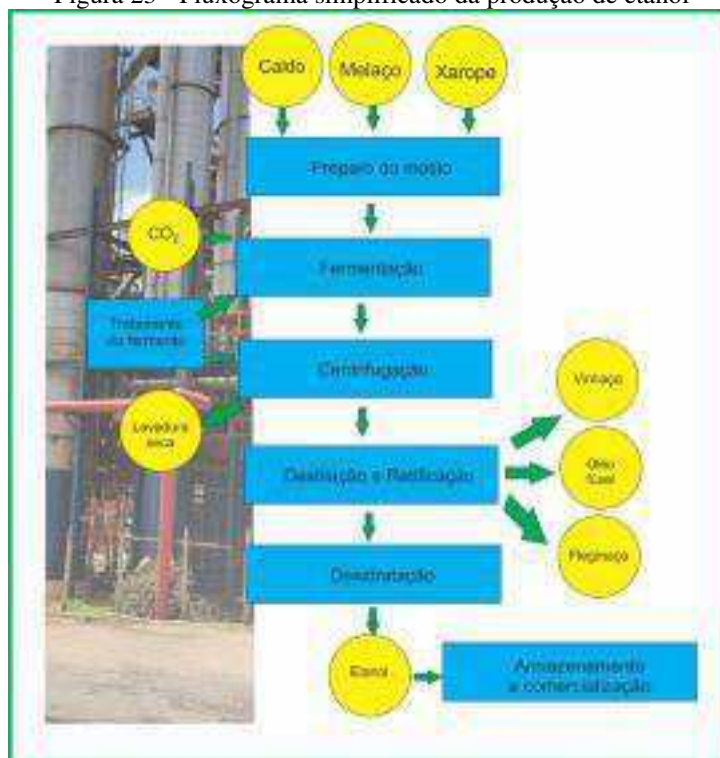 Figura 25 - Fluxograma simplificado da produção de etanol
Caldo
Melaço
Xarope
Preparo do mosto
CO₂
Fermentação
Tratamento
do fermento
Centrifugação
Levedura
seca
Vinhaça
Destilação e Retificação
Óleo
fúsel
Flegmaça
Desidratação
Etanol
Armazenamento
e comercialização